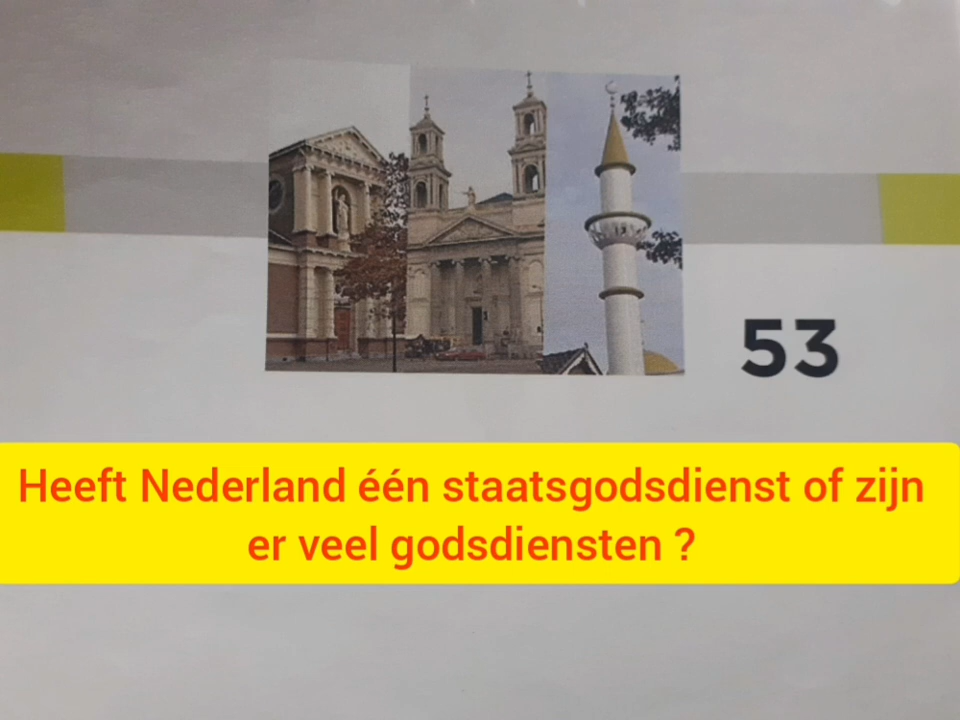 53
Heeft Nederland één staatsgodsdienst of zijn
er veel godsdiensten ?